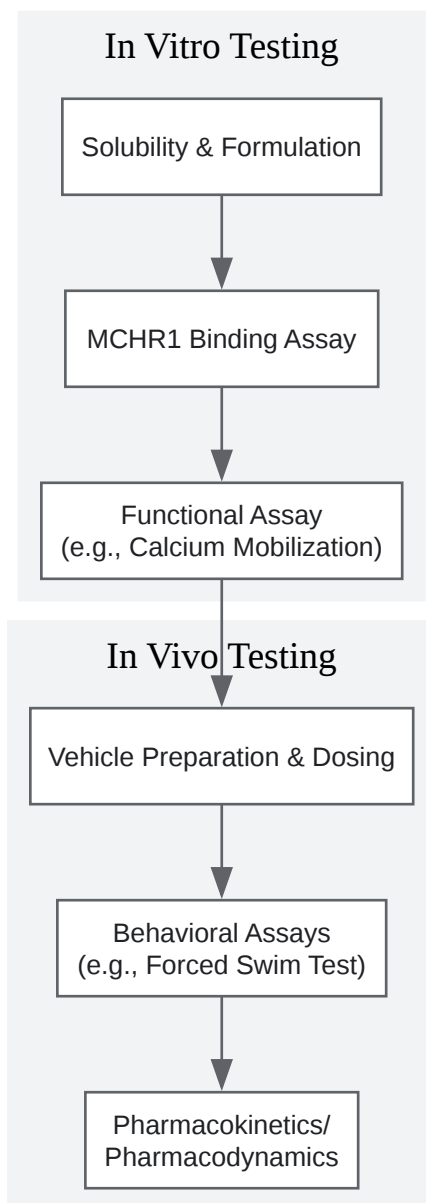 In Vitro Testing
Solubility & Formulation
MCHR1 Binding Assay
Functional Assay
(e.g., Calcium Mobilization)
In Vivo Testing
Vehicle Preparation & Dosing
Behavioral Assays
(e.g., Forced Swim Test)
Pharmacokinetics/
Pharmacodynamics